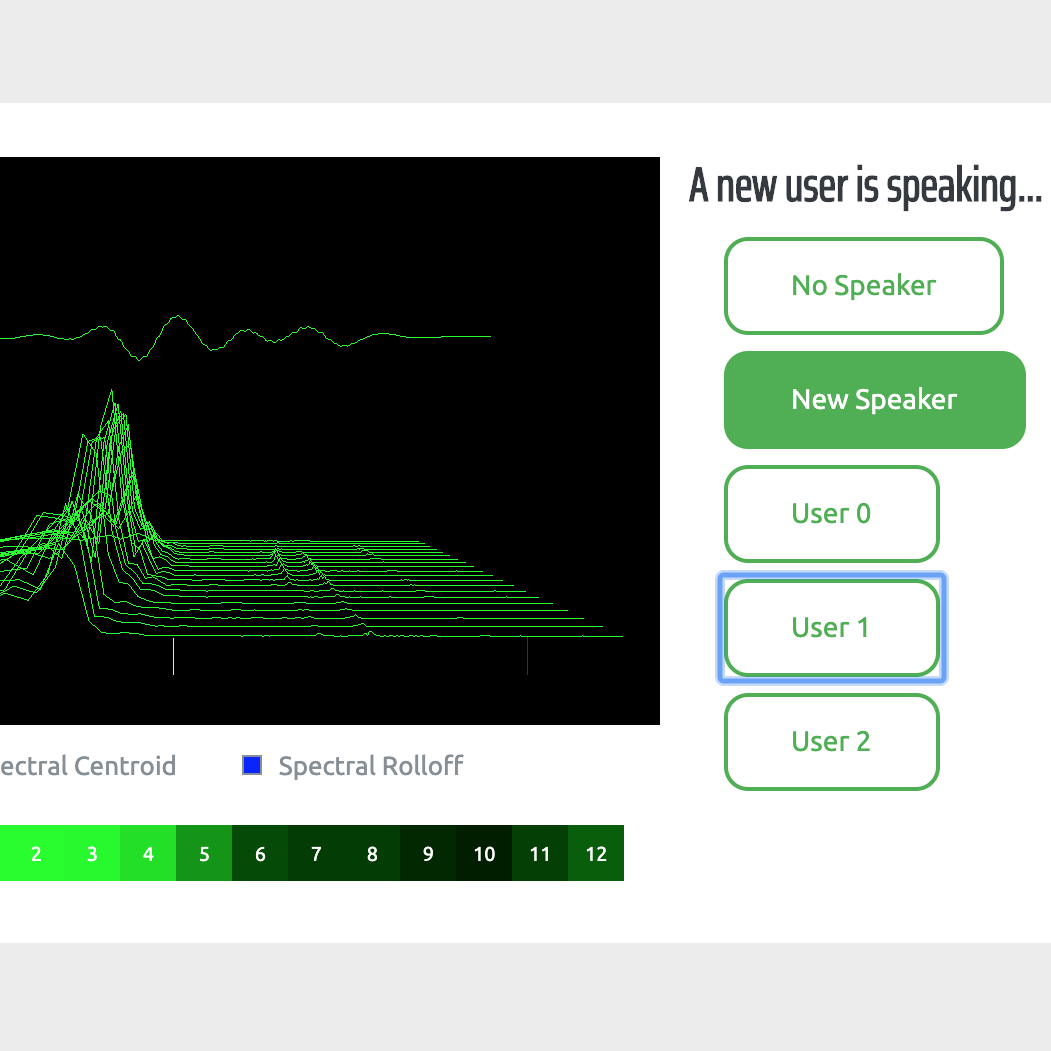 A new user is speaking...
No Speaker
New Speaker
User 0
User 1
User 2
ectral Centroid
Spectral Rolloff
2 3 4 5 6 7 8 9 10 11 12